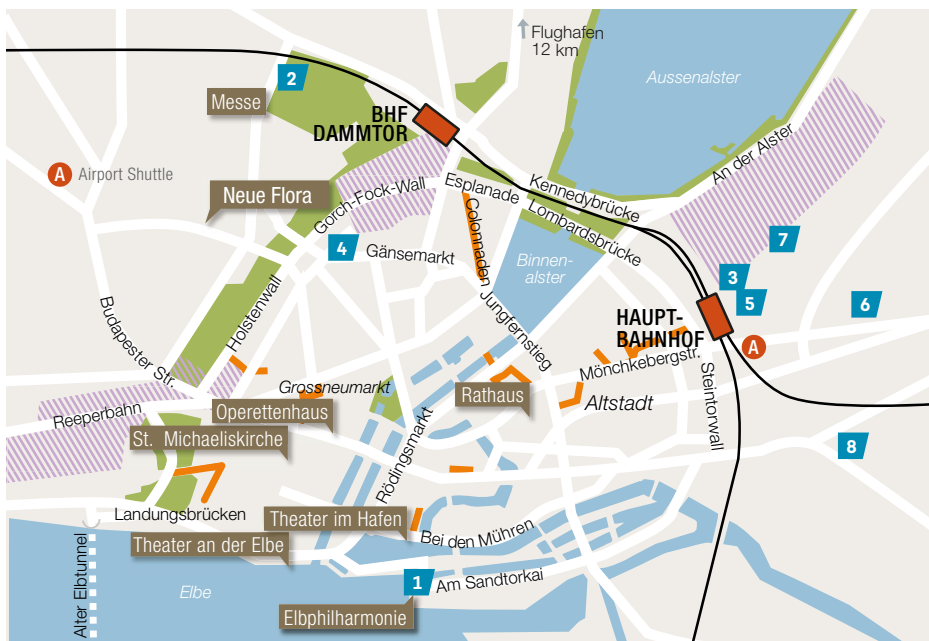 Flughafen
12 km
Aussenalster
2
Messe
BHF
DAMMTOR
An der Alster
A Airport Shuttle
Neue Flora
Gorch-Fock-Wall
Esplanade
Kennedybrücke
Colonnaden
Lombardsbrücke
4
Gänsemarkt
Binnen-
alster
7
3
5
6
Budapester Str.
Holstenwall
Jungfernstieg
HAUPT-
BAHNHOF
A
Mönckebergstr.
Steintorwall
Grossneumarkt
Rathaus
Altstadt
Reeperbahn
Operettenhaus
St. Michaeliskirche
Rödingsmarkt
8
Landungsbrücken
Theater im Hafen
Bei den Mühren
Theater an der Elbe
1
Am Sandtorkai
Elbe
Elbphilharmonie
Alter Elbtunnel